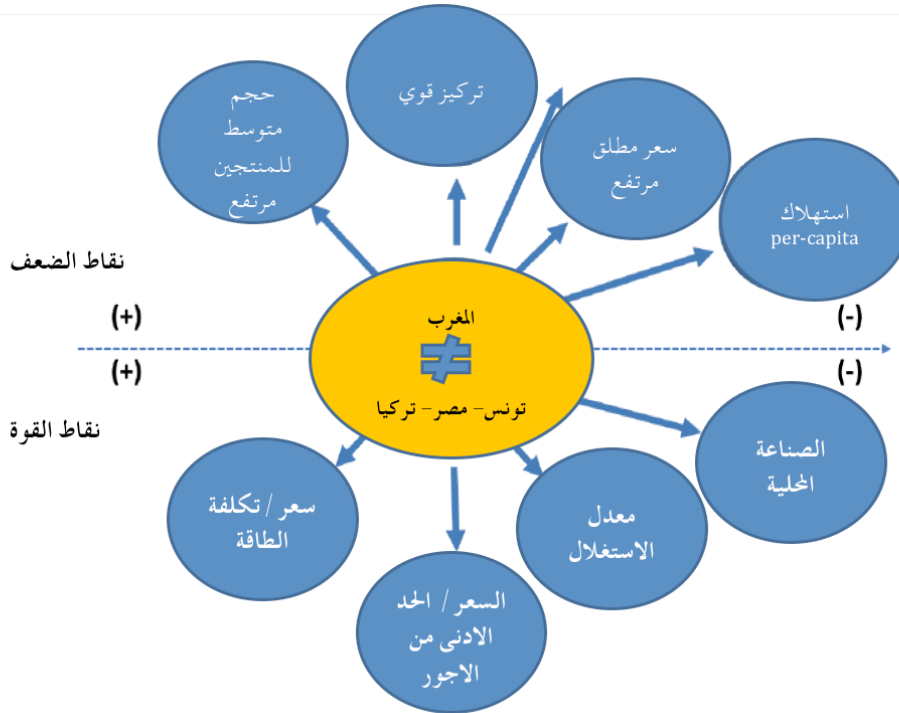 تركيز قوي
حجم
متوسط
للمنتجين
مرتفع
سعر مطلق
مرتفع
استهلاك
per-capita
نقاط الضعف
(+)
(-)
المغرب
≠
تونس – مصر – تركيا
(+)
(-)
نقاط القوة
الصناعة
المحلية
سعر / تكلفة
الطاقة
معدل
الاستغلال
السعر / الحد
الادنى من
الاجور